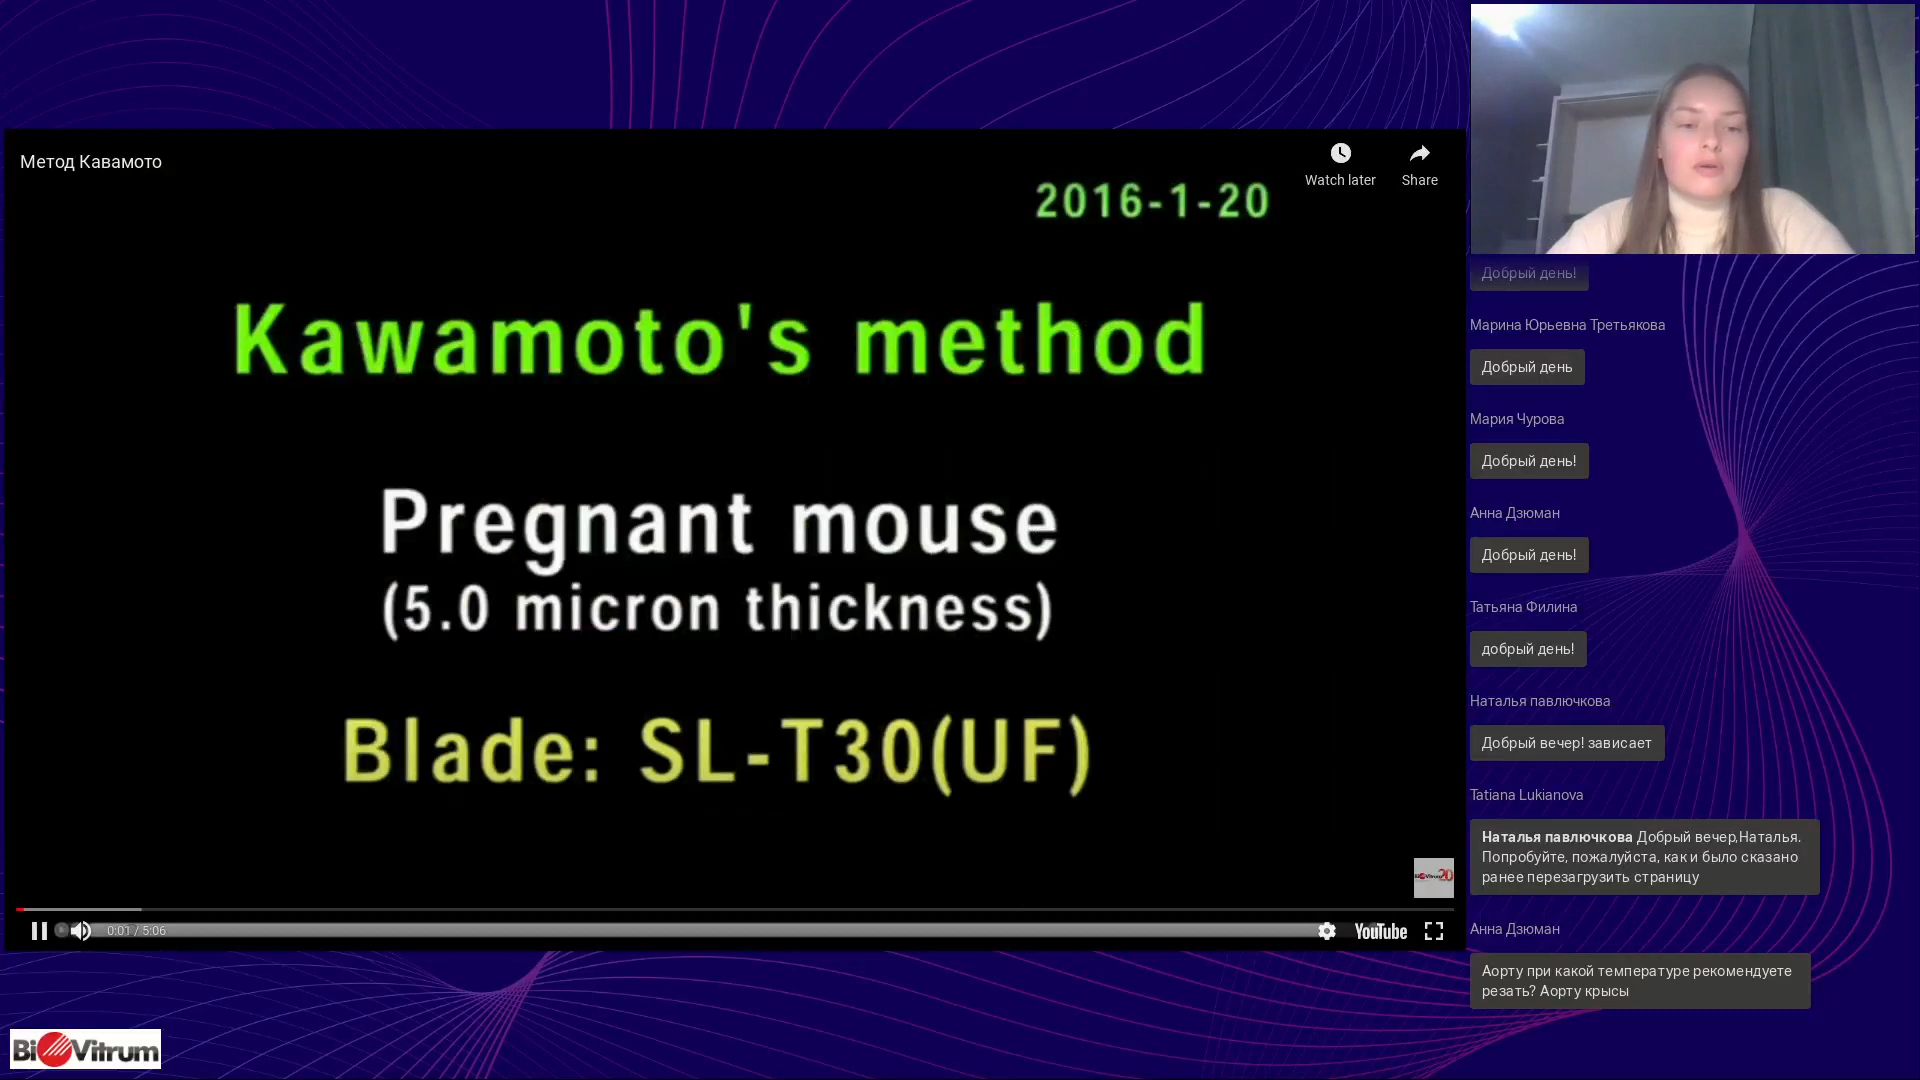 Метод Кавамото
Watch later
Share
2016-1-20
Kawamoto's method
Pregnant mouse
(5.0 micron thickness)
Blade: SL-T30(UF)
BioVitrum 20
0:01 / 5:06
YouTube
BioVitrum
Добрый день!
Марина Юрьевна Третьякова
Добрый день
Мария Чурова
Добрый день!
Анна Дзюман
Добрый день!
Татьяна Филина
добрый день!
Наталья павлючкова
Добрый вечер! зависает
Tatiana Lukianova
Наталья павлючкова Добрый вечер,Наталья.
Попробуйте, пожалуйста, как и было сказано
ранее перезагрузить страницу
Анна Дзюман
Аорту при какой температуре рекомендуете
резать? Аорту крысы